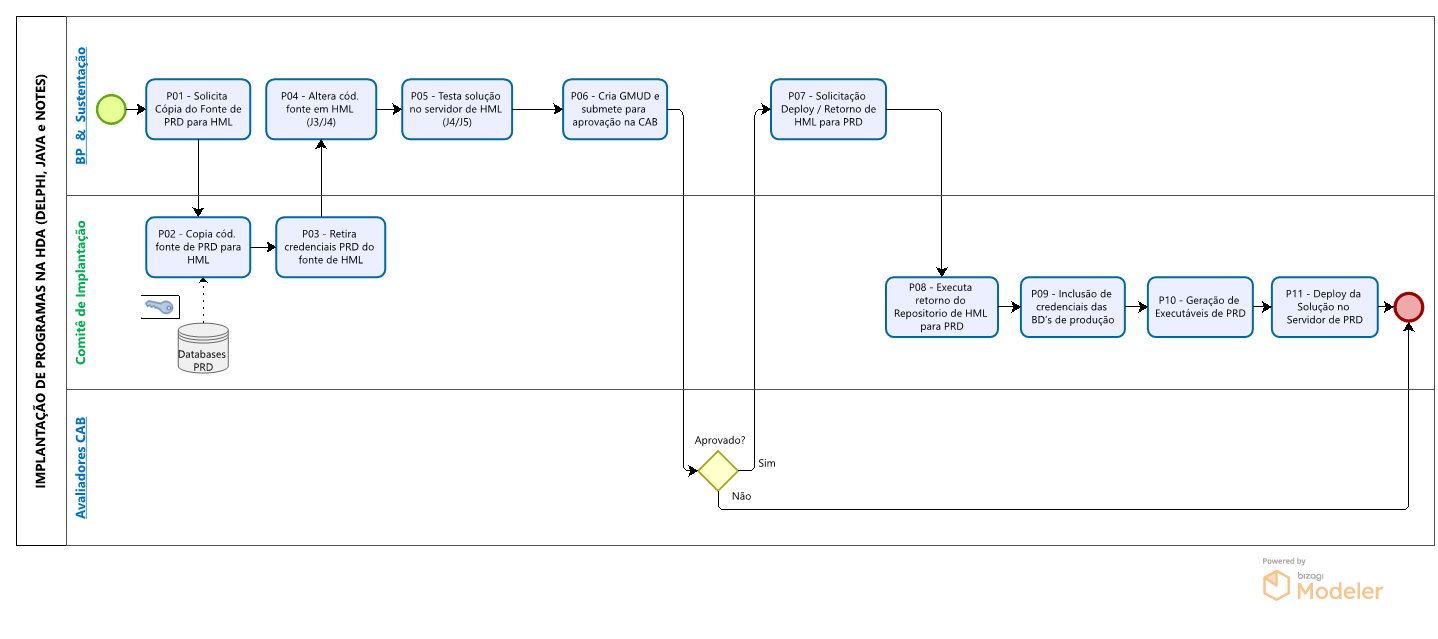 IMPLANTAÇÃO DE PROGRAMAS NA HDA (DELPHI, JAVA e NOTES)
BP & Sustentação
P01 - Solicita
Cópia do Fonte de
PRD para HML
P04 - Altera cód.
fonte em HML
(J3/J4)
P05 - Testa solução
no servidor de HML
(J4/J5)
P06 - Cria GMUD e
submete para
aprovação na CAB
P07 - Solicitação
Deploy / Retorno de
HML para PRD
Comitê de Implantação
P02 - Copia cód.
fonte de PRD para
HML
P03 - Retira
credenciais PRD do
fonte de HML
Databases
PRD
P08 - Executa
retorno do
Repositorio de HML
para PRD
P09 - Inclusão de
credenciais das
BD's de produção
P10 - Geração de
Executáveis de PRD
P11 - Deploy da
Solução no
Servidor de PRD
Avaliadores CAB
Aprovado?
Sim
Não
Powered by
bizagi
Modeler